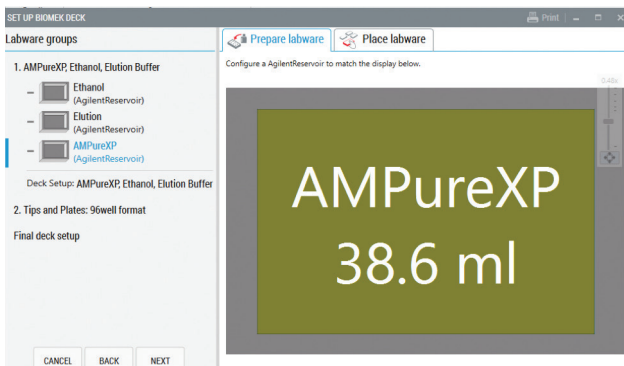 SET UP BIOMEK DECK
Print
Labware groups
Prepare labware
Place labware
1. AMPureXP, Ethanol, Elution Buffer
Configure a AgilentReservoir to match the display below.
Ethanol
(AgilentReservoir)
Elution
(AgilentReservoir)
AMPureXP
(AgilentReservoir)
Deck Setup: AMPureXP, Ethanol, Elution Buffer
2. Tips and Plates: 96well format
Final deck setup
AMPureXP
38.6 ml
CANCEL BACK NEXT